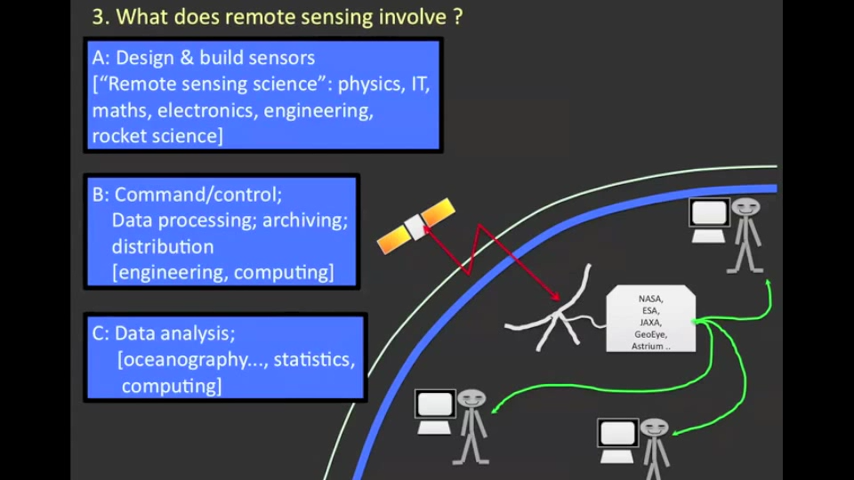 3. What does remote sensing involve ?
A: Design & build sensors
[“Remote sensing science”: physics, IT,
maths, electronics, engineering,
rocket science]
B: Command/control;
Data processing; archiving;
distribution
[engineering, computing]
C: Data analysis;
[oceanography..., statistics,
computing]
NASA,
ESA,
JAXA,
GeoEye,
Astrium ..